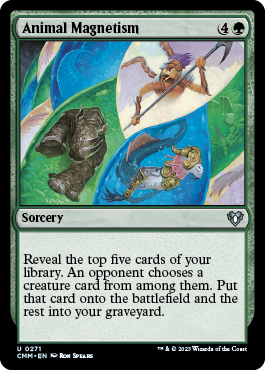 Animal Magnetism 4
Sorcery
Reveal the top five cards of your
library. An opponent chooses a
creature card from among them. Put
that card onto the battlefield and the
rest into your graveyard.
U 0271
CMM • EN Ron Spears
™ & © 2023 Wizards of the Coast